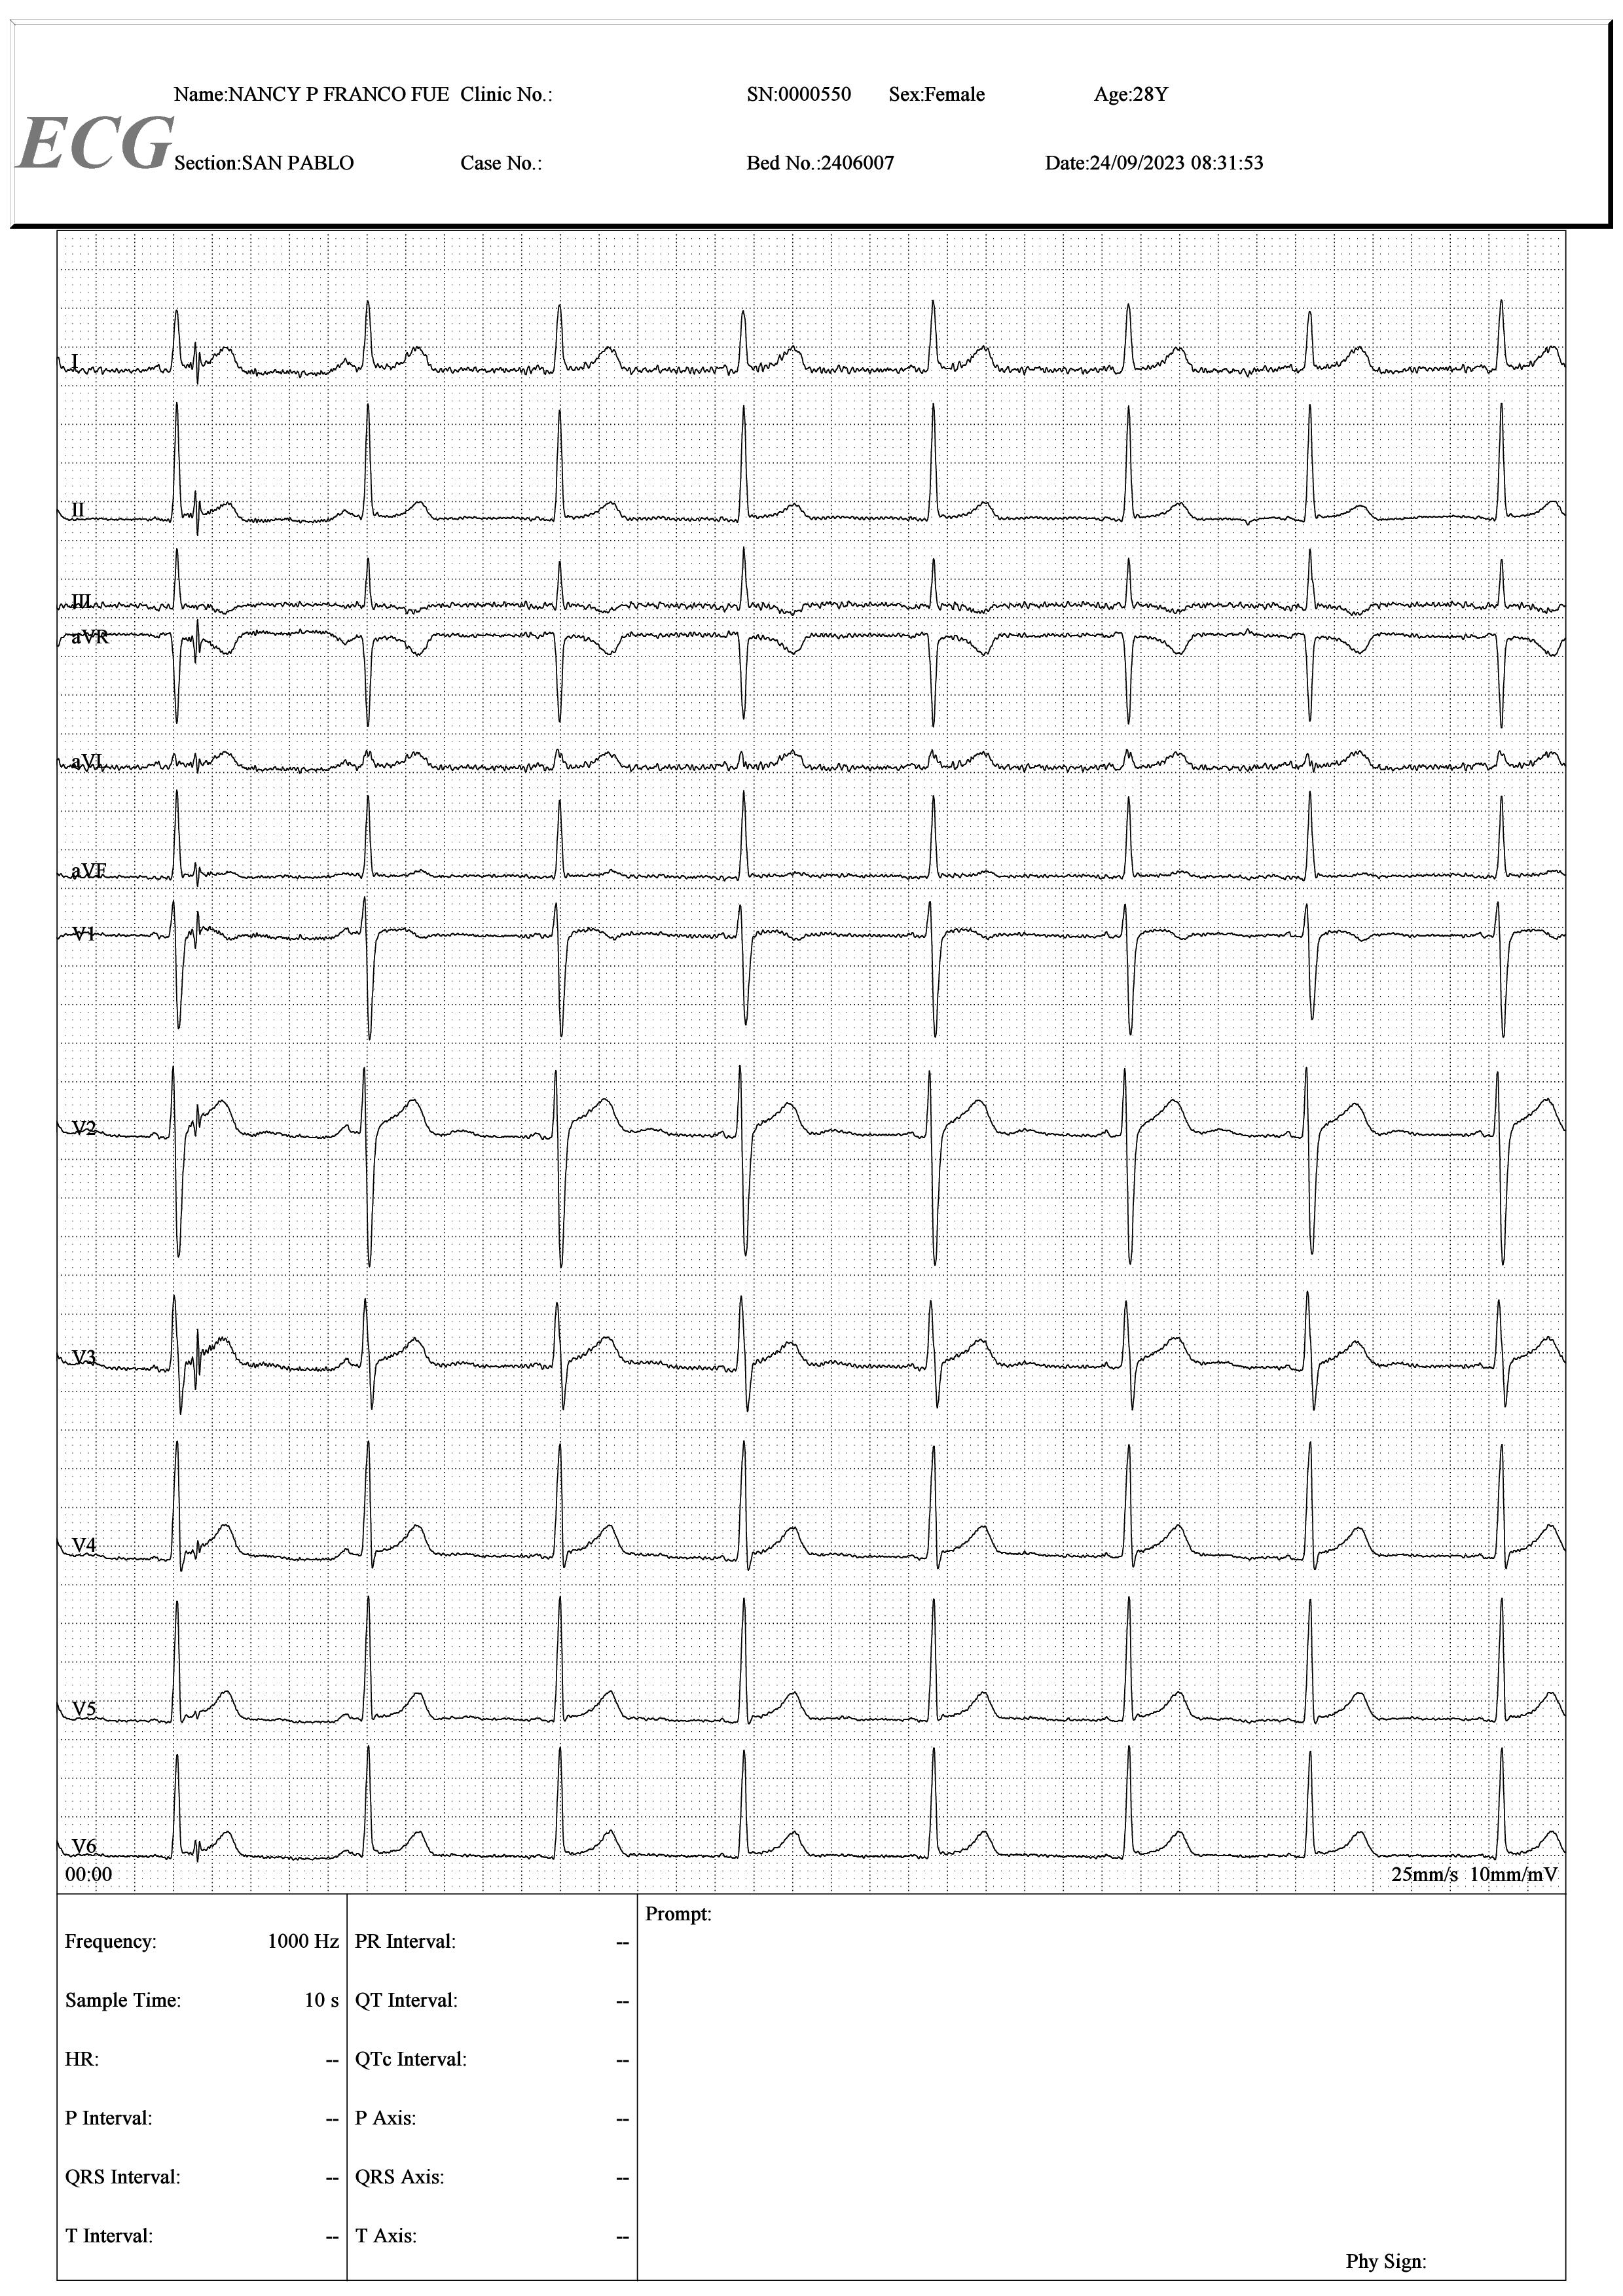 ECG
Name:NANCY P FRANCO FUE Clinic No.: SN:0000550 Sex:Female Age:28Y
Section:SAN PABLO Case No.: Bed No.:2406007 Date:24/09/2023 08:31:53
I
II
III
aVR
aVL
aVF
V1
V2
V3
V4
V5
V6
00:00 25mm/s 10mm/mV
Prompt:
Frequency: 1000 Hz PR Interval: --
Sample Time: 10 s QT Interval: --
HR: -- QTc Interval: --
P Interval: -- P Axis: --
QRS Interval: -- QRS Axis: --
T Interval: -- T Axis: --
Phy Sign: